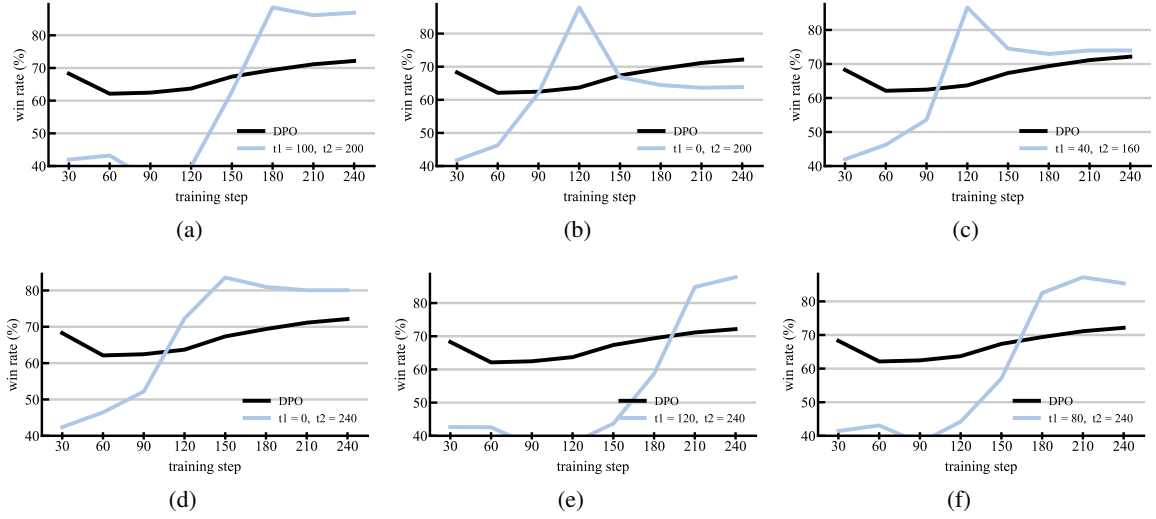 win rate (%)
80
70
60
50
40
DPO
t1 = 100, t2 = 200
30 60 90 120 150 180 210 240
training step
(a)
win rate (%)
80
70
60
50
40
DPO
t1 = 0, t2 = 200
30 60 90 120 150 180 210 240
training step
(b)
win rate (%)
80
70
60
50
40
DPO
t1 = 40, t2 = 160
30 60 90 120 150 180 210 240
training step
(c)
win rate (%)
80
70
60
50
40
DPO
t1 = 0, t2 = 240
30 60 90 120 150 180 210 240
training step
(d)
win rate (%)
80
70
60
50
40
DPO
t1 = 120, t2 = 240
30 60 90 120 150 180 210 240
training step
(e)
win rate (%)
80
70
60
50
40
DPO
t1 = 80, t2 = 240
30 60 90 120 150 180 210 240
training step
(f)